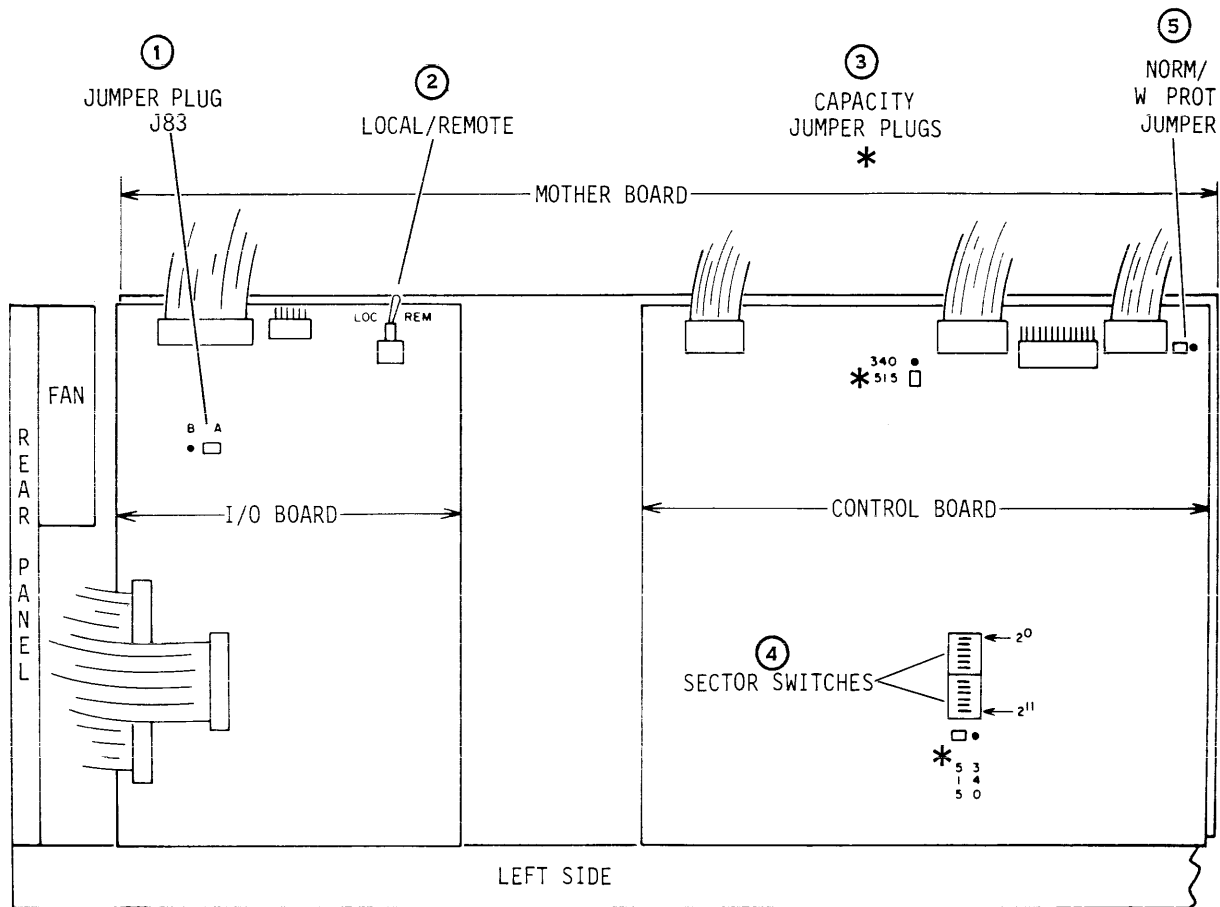 ①
JUMPER PLUG
J83
②
LOCAL/REMOTE
③
CAPACITY
JUMPER PLUGS
*
⑤
NORM/
W PROT
JUMPER
MOTHER BOARD
LOC REM
340
* 515
FAN
B A
REAR PANEL
I/O BOARD
CONTROL BOARD
④
SECTOR SWITCHES
2⁰
2¹¹
*
5 3
1 4
5 0
LEFT SIDE